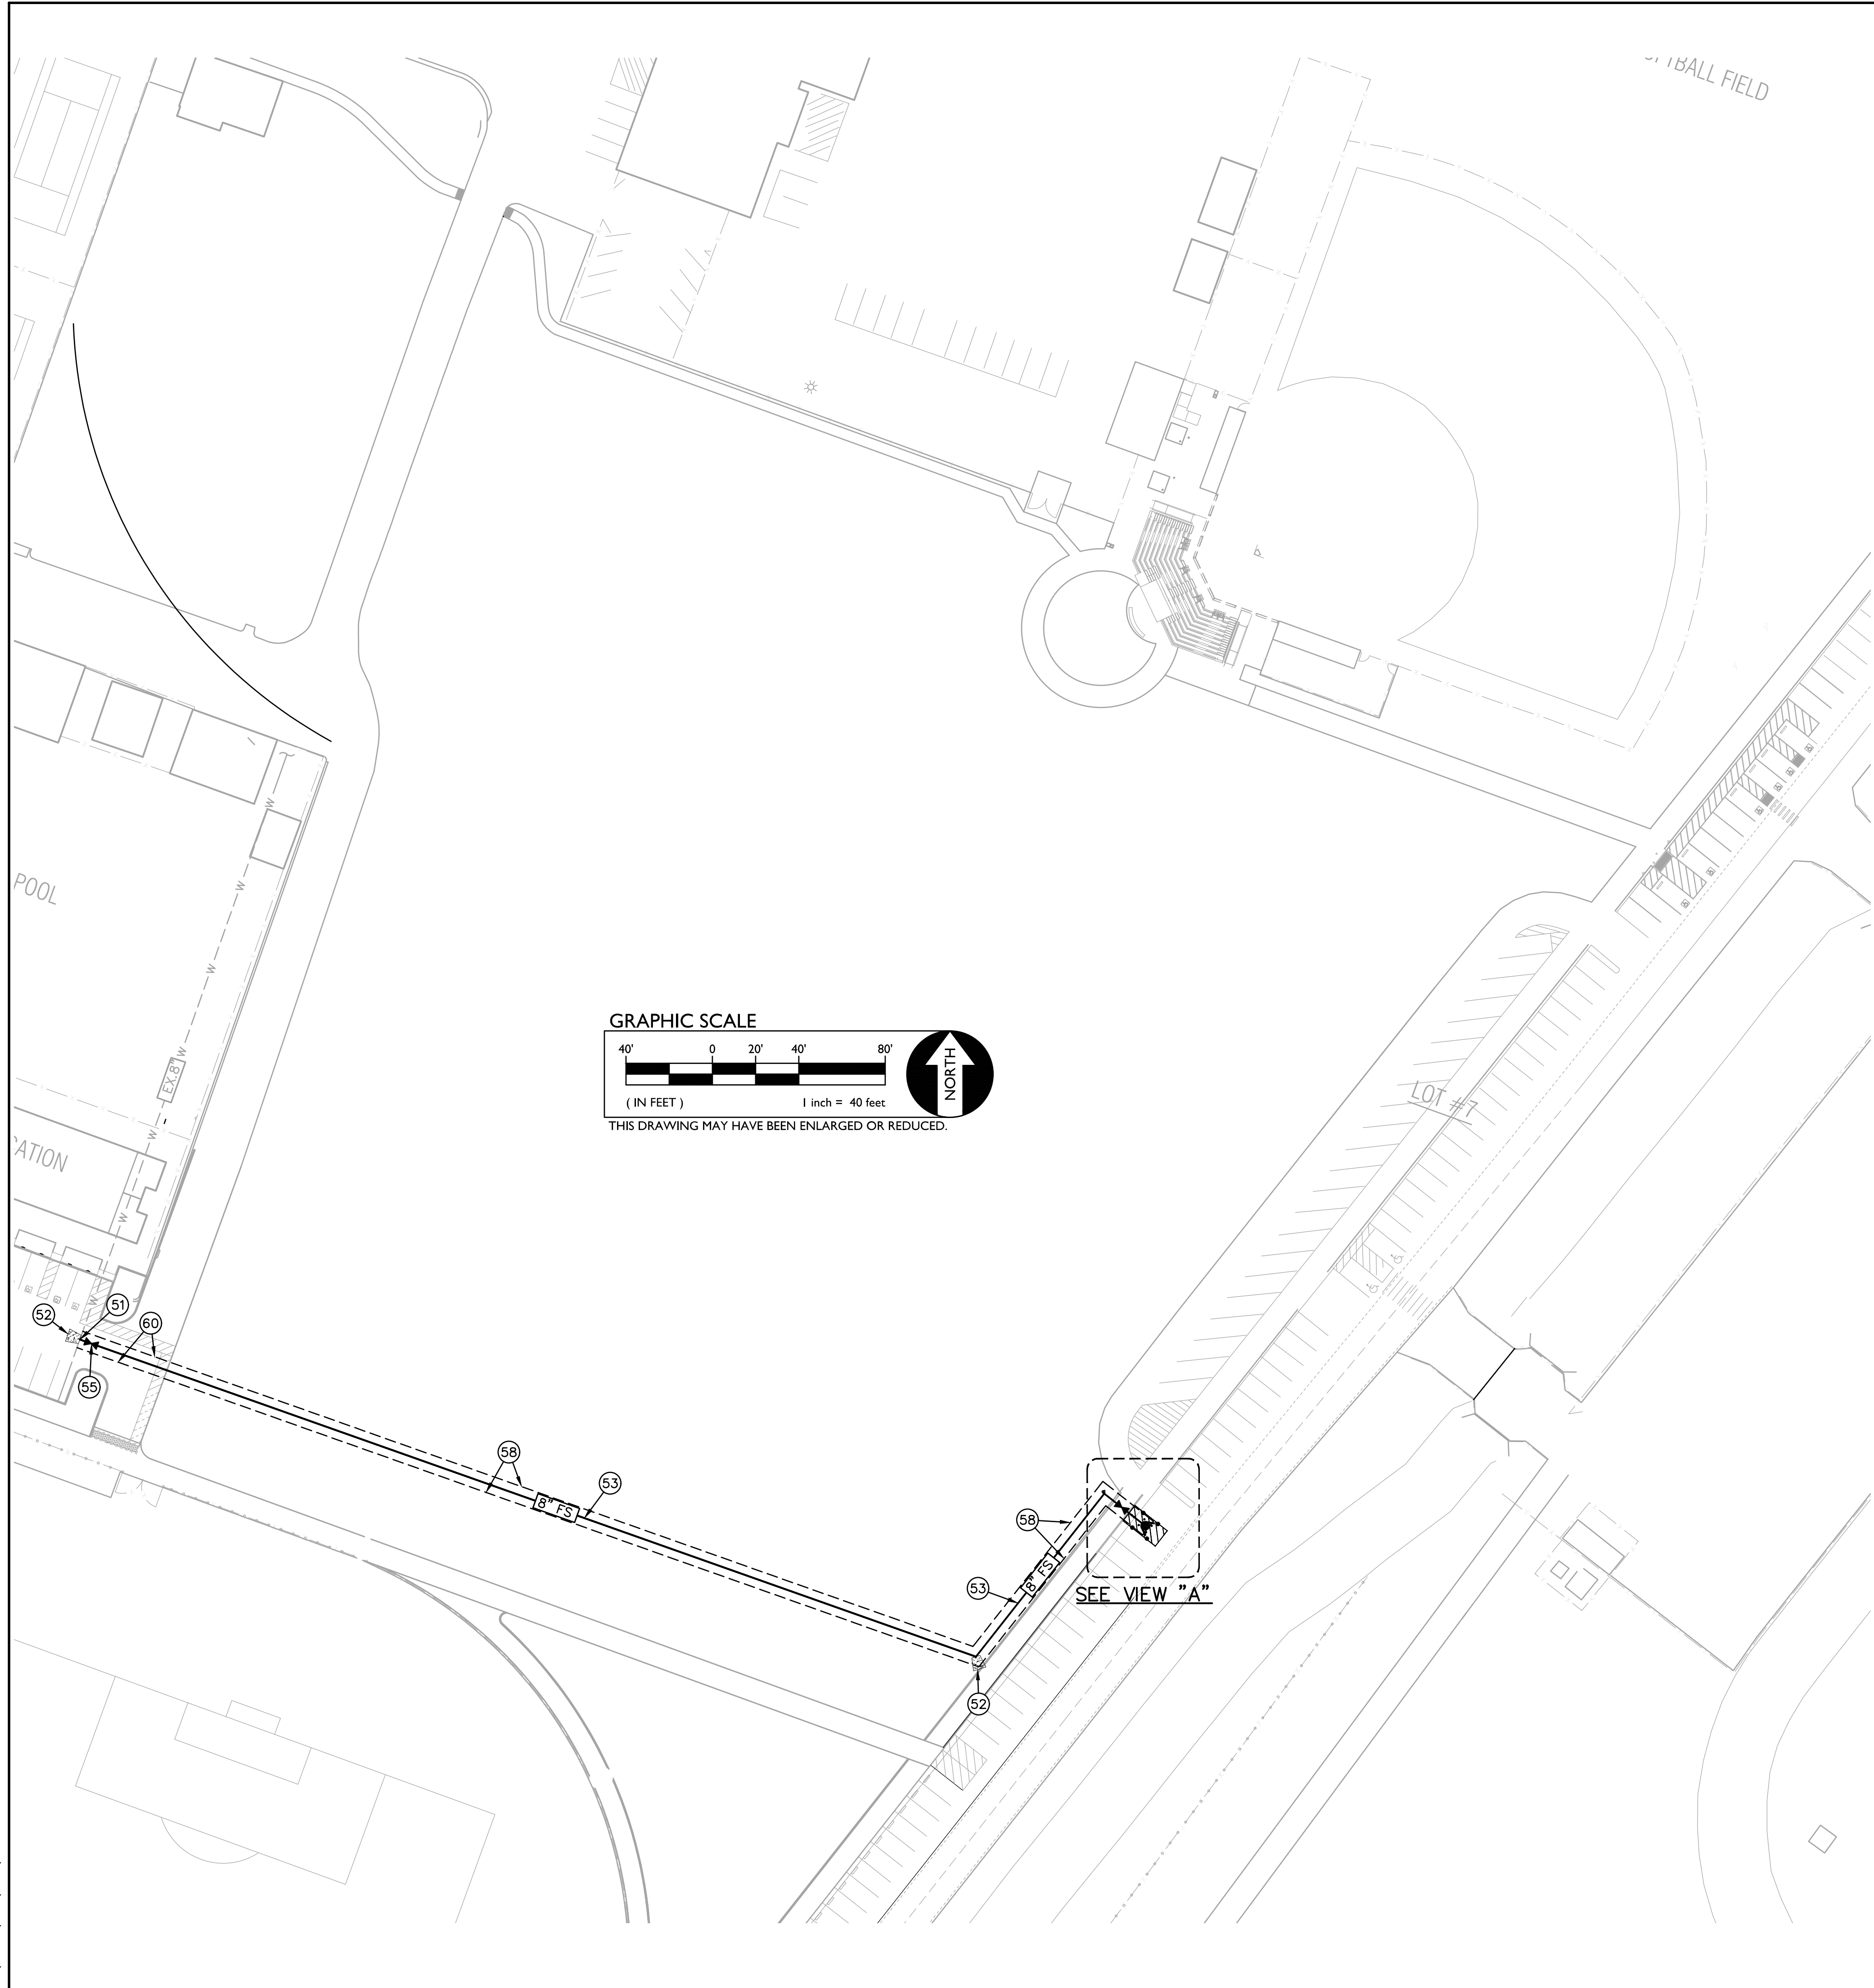 FIELD
POOL
GRAPHIC SCALE
40' 0 20' 40' 80'
( IN FEET ) 1 inch = 40 feet
NORTH
THIS DRAWING MAY HAVE BEEN ENLARGED OR REDUCED.
W
W
W
W
EX.8"
W
W
W
W
LOT #7
51
52
60
55
58
53
8" FS
58
53
8" FS
SEE VIEW "A"
52